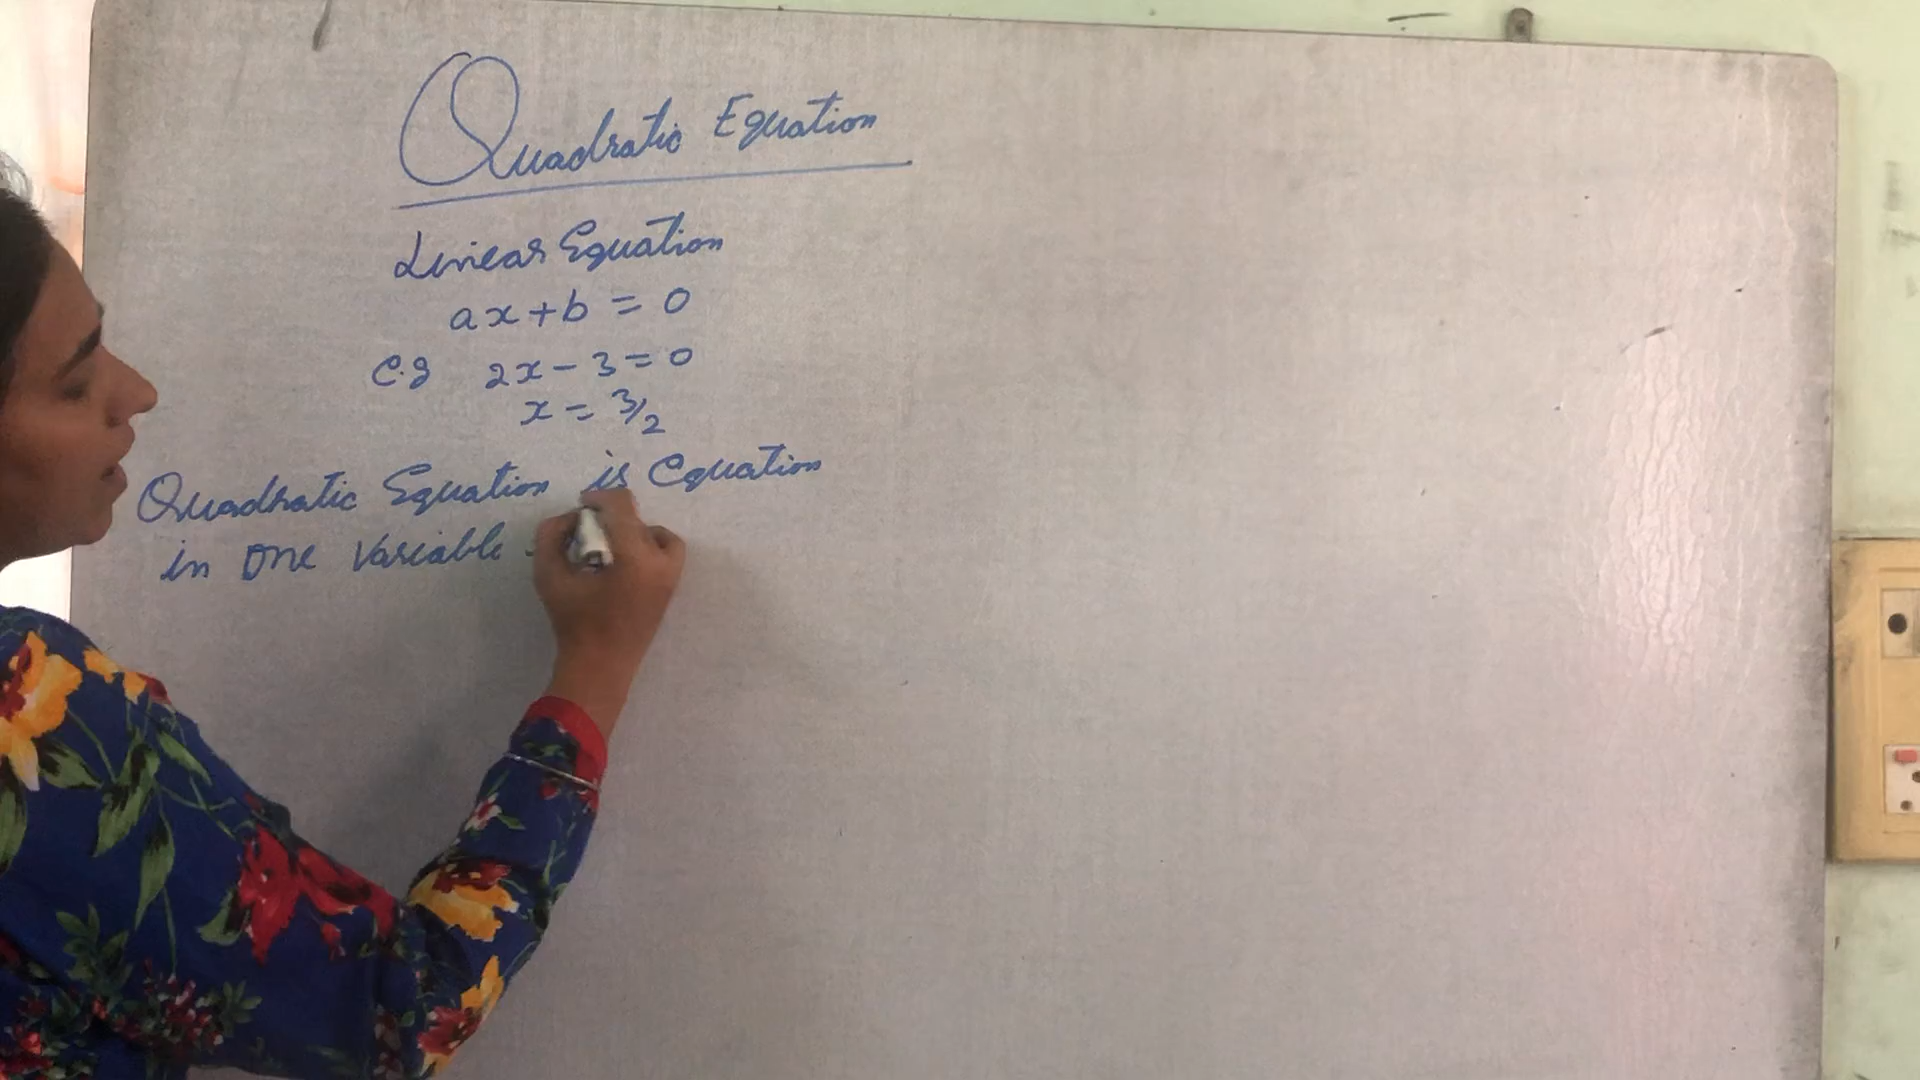 Quadratic Equation
Linear Equation
ax+b = 0
e.g 2x-3=0
x = 3/2
Quadratic Equation is equation
in one variable